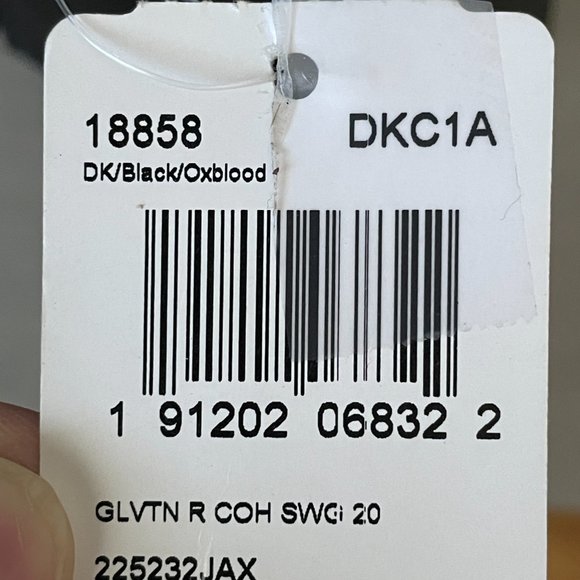 18858 DKC1A
DK/Black/Oxblood
1 91202 06832 2
GLVTN R COH SWG 20
225232JAX